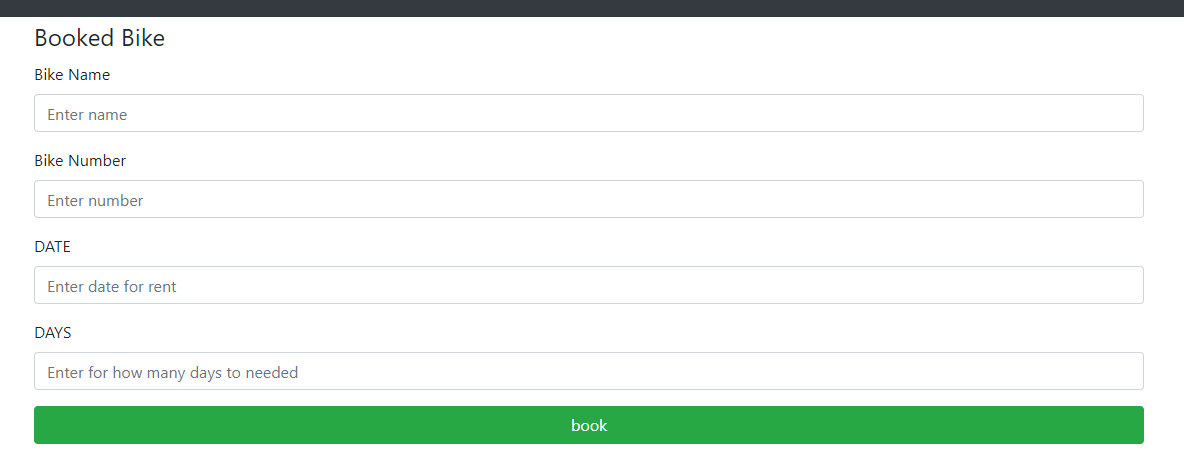 Booked Bike
Bike Name
Enter name
Bike Number
Enter number
DATE
Enter date for rent
DAYS
Enter for how many days to needed
book